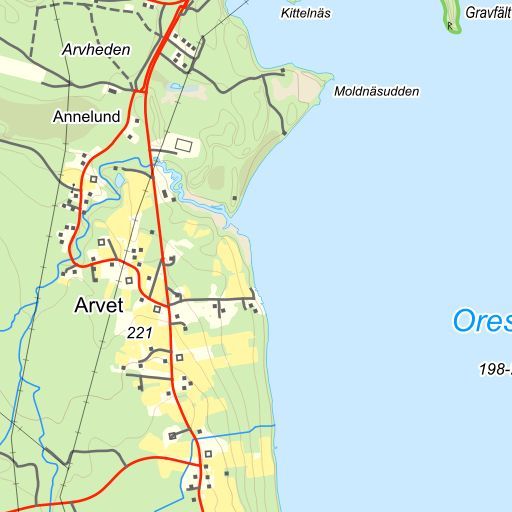 Kittelnäs
Gravfält
R
Arvheden
Moldnäsudden
Annelund
Arvet
221
Ores
198-